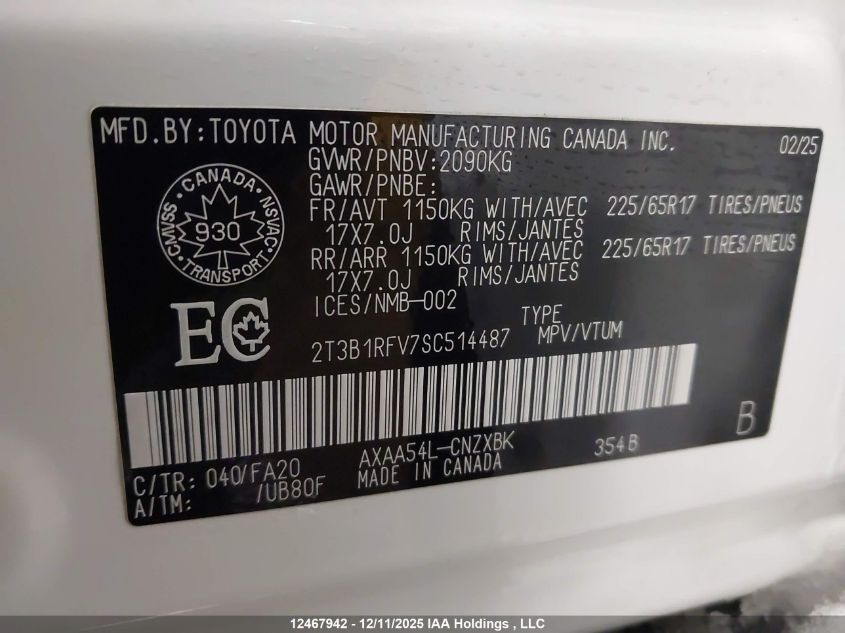 MFD.BY:TOYOTA MOTOR MANUFACTURING CANADA INC. 02/25
GVWR/PNBV:2090KG
GAWR/PNBE:
FR/AVT 1150KG WITH/AVEC 225/65R17 TIRES/PNEUS
17X7.0J RIMS/JANTES
RR/ARR 1150KG WITH/AVEC 225/65R17 TIRES/PNEUS
17X7.0J RIMS/JANTES
ICES/NMB-002
CANADA
CMVSS NSVAC
930
TRANSPORT
EC
TYPE
2T3B1RFV7SC514487 MPV/VTUM
B
C/TR: 040/FA20 AXAA54L-CNZXBK 354B
A/TM: /UB80F MADE IN CANADA
12467942 - 12/11/2025 IAA Holdings , LLC